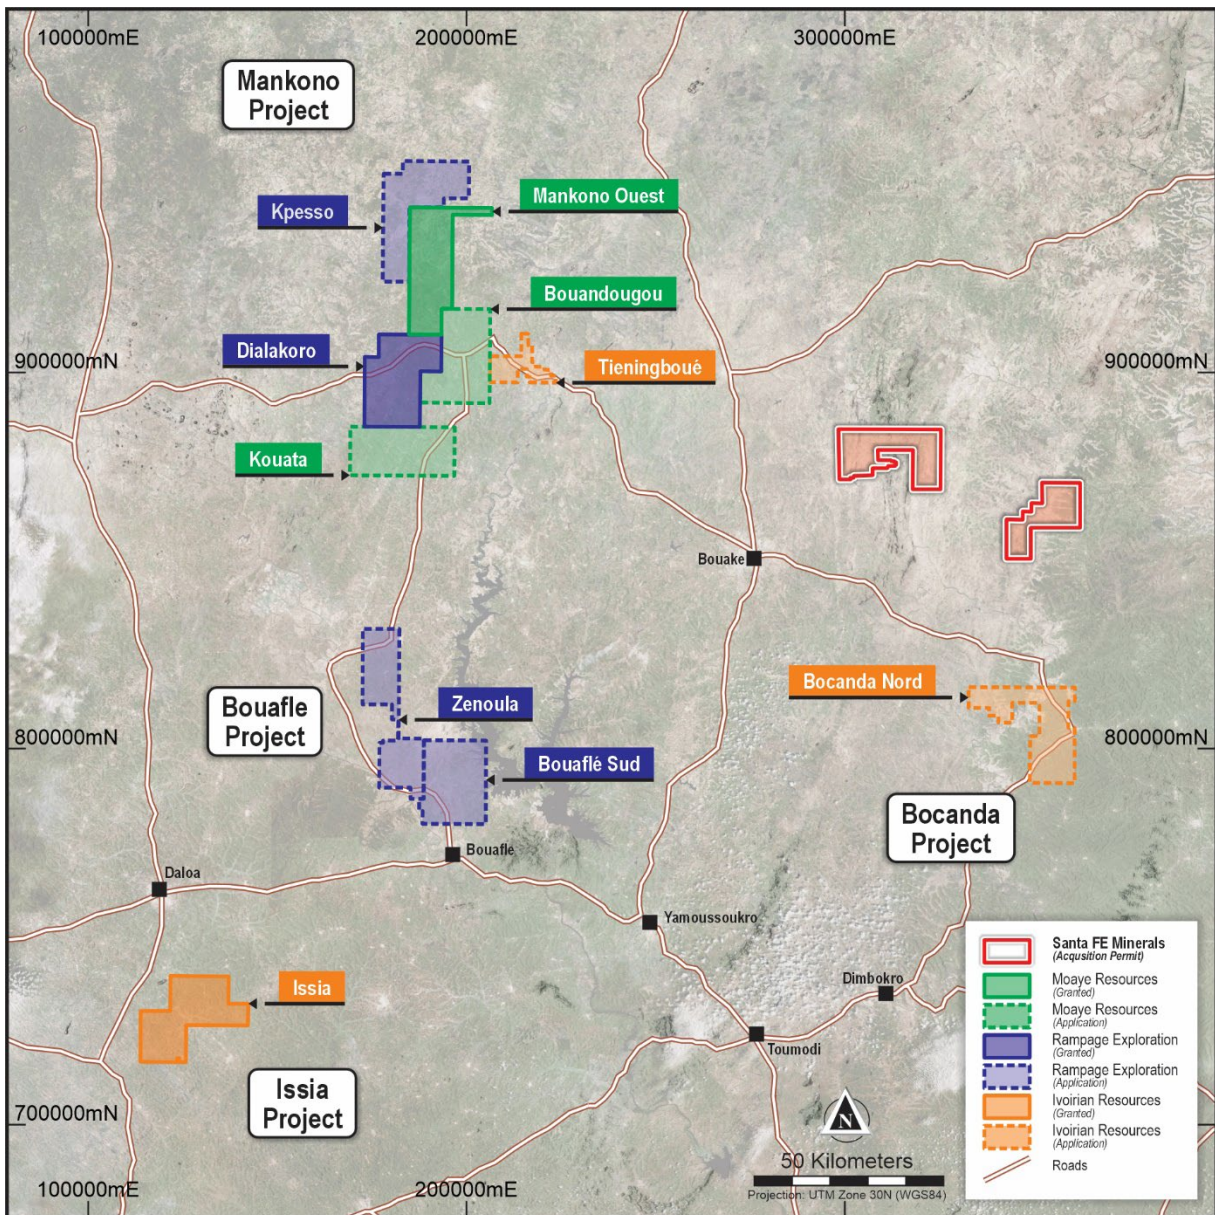 100000mE
200000mE
300000mE
Mankono
Project
Kpesso
Mankono Ouest
Bouandougou
Dialakoro
900000mN
900000mN
Tieningboué
Kouata
Bouake
Bouafle
Project
Zenoula
Bocanda Nord
800000mN
800000mN
Bouaflé Sud
Bocanda
Project
Bouaflé
Daloa
Yamoussoukro
Issia
Dimbokro
Toumodi
Issia
Project
700000mN
N
50 Kilometers
Projection: UTM Zone 30N (WGS84)
100000mE
200000mE
Santa FE Minerals
(Acqusition Permit)
Moaye Resources
(Granted)
Moaye Resources
(Application)
Rampage Exploration
(Granted)
Rampage Exploration
(Application)
Ivoirian Resources
(Granted)
Ivoirian Resources
(Application)
Roads